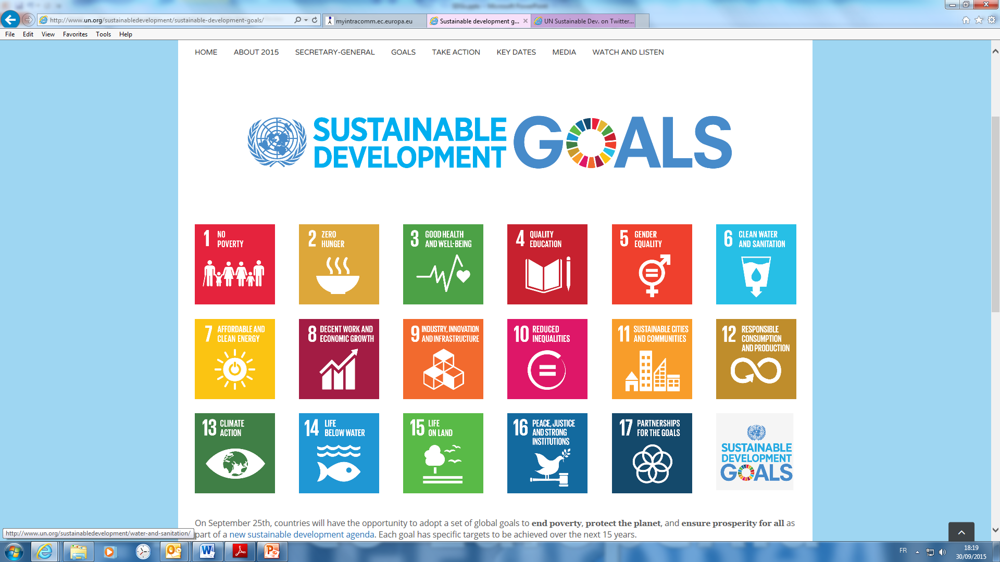 http://www.un.org/sustainabledevelopment/sustainable-development-goals/
myintracomm.ec.europa.eu
Sustainable development g...
UN Sustainable Dev. on Twitter...
File Edit View Favorites Tools Help
HOME ABOUT 2015 SECRETARY-GENERAL GOALS TAKE ACTION KEY DATES MEDIA WATCH AND LISTEN
SUSTAINABLE
DEVELOPMENT
GOALS
1 NO
POVERTY
2 ZERO
HUNGER
3 GOOD HEALTH
AND WELL-BEING
4 QUALITY
EDUCATION
5 GENDER
EQUALITY
6 CLEAN WATER
AND SANITATION
7 AFFORDABLE AND
CLEAN ENERGY
8 DECENT WORK AND
ECONOMIC GROWTH
9 INDUSTRY, INNOVATION
AND INFRASTRUCTURE
10 REDUCED
INEQUALITIES
11 SUSTAINABLE CITIES
AND COMMUNITIES
12 RESPONSIBLE
CONSUMPTION
AND PRODUCTION
13 CLIMATE
ACTION
14 LIFE
BELOW WATER
15 LIFE
ON LAND
16 PEACE, JUSTICE
AND STRONG
INSTITUTIONS
17 PARTNERSHIPS
FOR THE GOALS
SUSTAINABLE
DEVELOPMENT
GOALS
On September 25th, countries will have the opportunity to adopt a set of global goals to end poverty, protect the planet, and ensure prosperity for all as
part of a new sustainable development agenda. Each goal has specific targets to be achieved over the next 15 years.
http://www.un.org/sustainabledevelopment/water-and-sanitation/
FR
18:19
30/09/2015